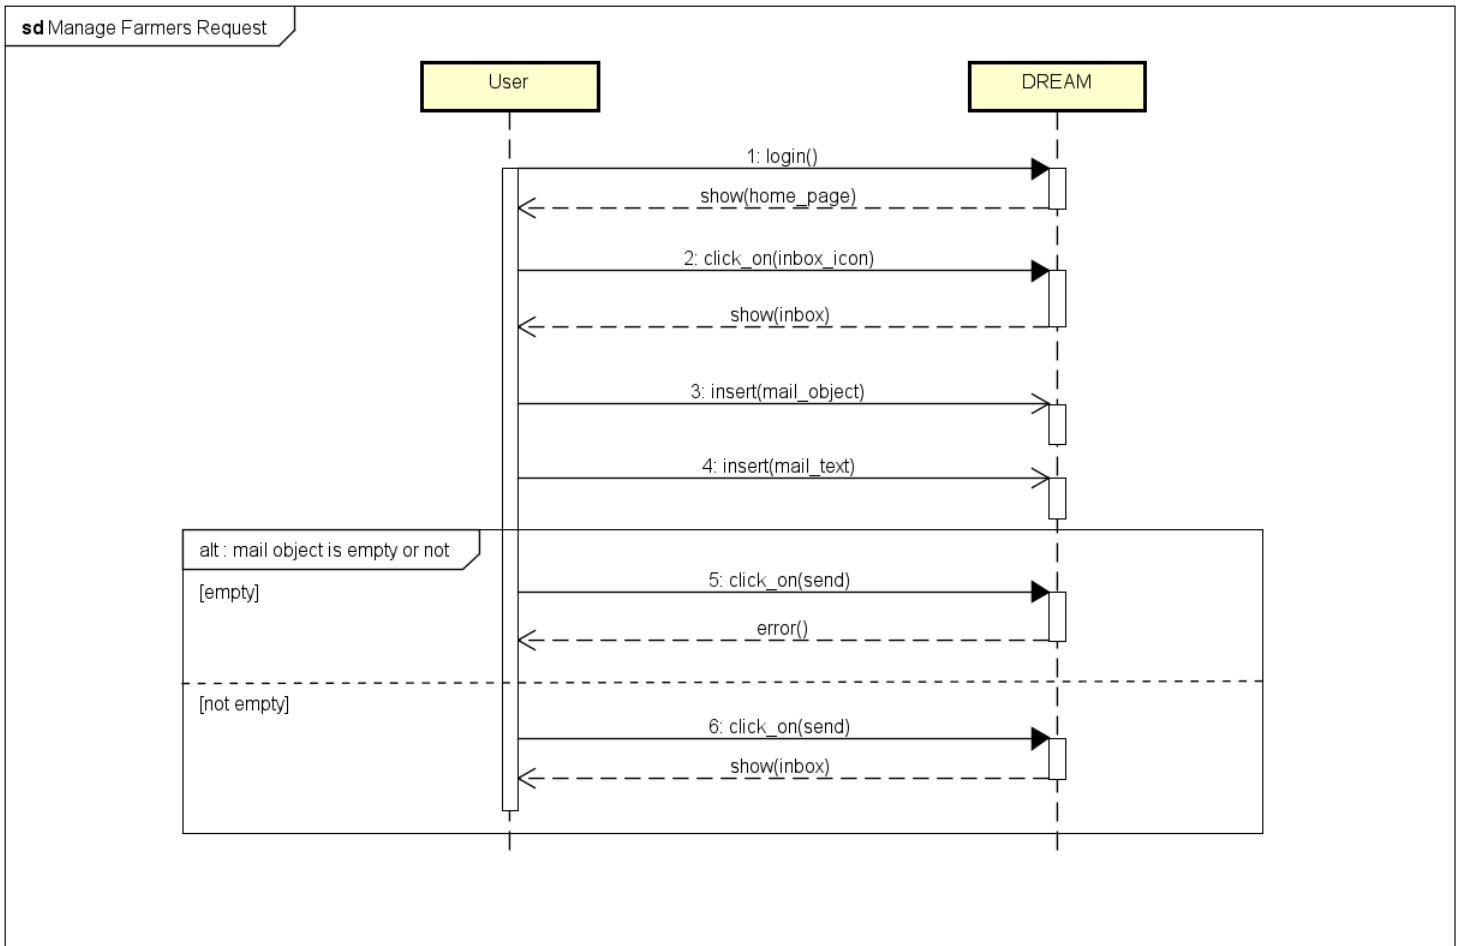 sd Manage Farmers Request
User
DREAM
1: login()
show(home_page)
2: click_on(inbox_icon)
show(inbox)
3: insert(mail_object)
4: insert(mail_text)
alt : mail object is empty or not
[empty]
5: click_on(send)
error()
[not empty]
6: click_on(send)
show(inbox)